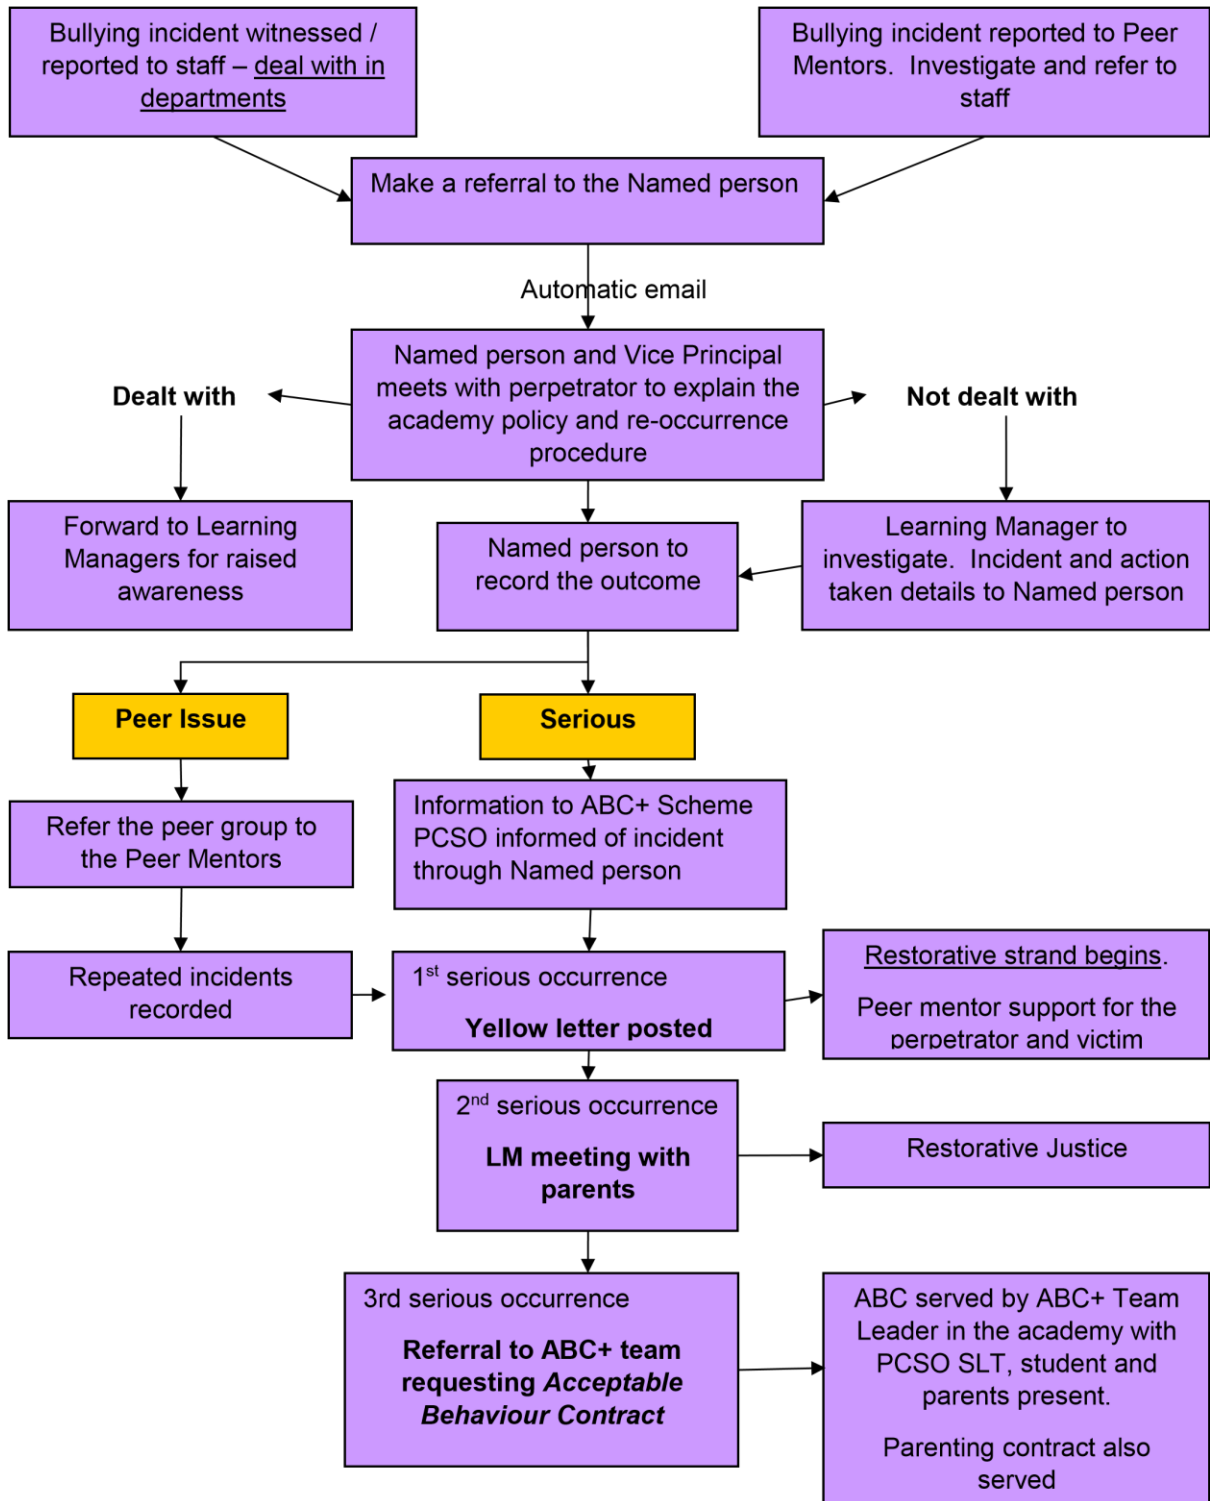 Bullying incident witnessed /
reported to staff – deal with in
departments
Bullying incident reported to Peer
Mentors.  Investigate and refer to
staff
Make a referral to the Named person
Automatic email
Named person and Vice Principal
meets with perpetrator to explain the
academy policy and re-occurrence
procedure
Dealt with
Not dealt with
Forward to Learning
Managers for raised
awareness
Named person to
record the outcome
Learning Manager to
investigate.  Incident and action
taken details to Named person
Peer Issue
Serious
Refer the peer group to
the Peer Mentors
Information to ABC+ Scheme
PCSO informed of incident
through Named person
Repeated incidents
recorded
1st serious occurrence
Yellow letter posted
Restorative strand begins.
Peer mentor support for the
perpetrator and victim
2nd serious occurrence
LM meeting with
parents
Restorative Justice
3rd serious occurrence
Referral to ABC+ team
requesting Acceptable
Behaviour Contract
ABC served by ABC+ Team
Leader in the academy with
PCSO SLT, student and
parents present.
Parenting contract also
served